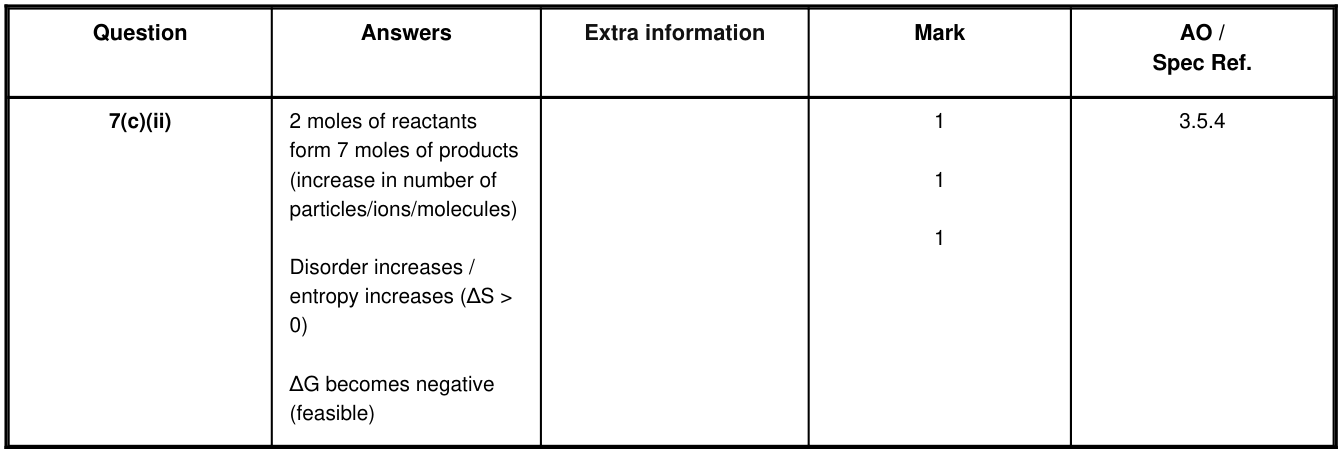 Question Answers Extra information Mark AO /
Spec Ref.
7(c)(ii) 2 moles of reactants 1 3.5.4
form 7 moles of products
(increase in number of 1
particles/ions/molecules)
1
Disorder increases /
entropy increases (ΔS >
0)
ΔG becomes negative
(feasible)